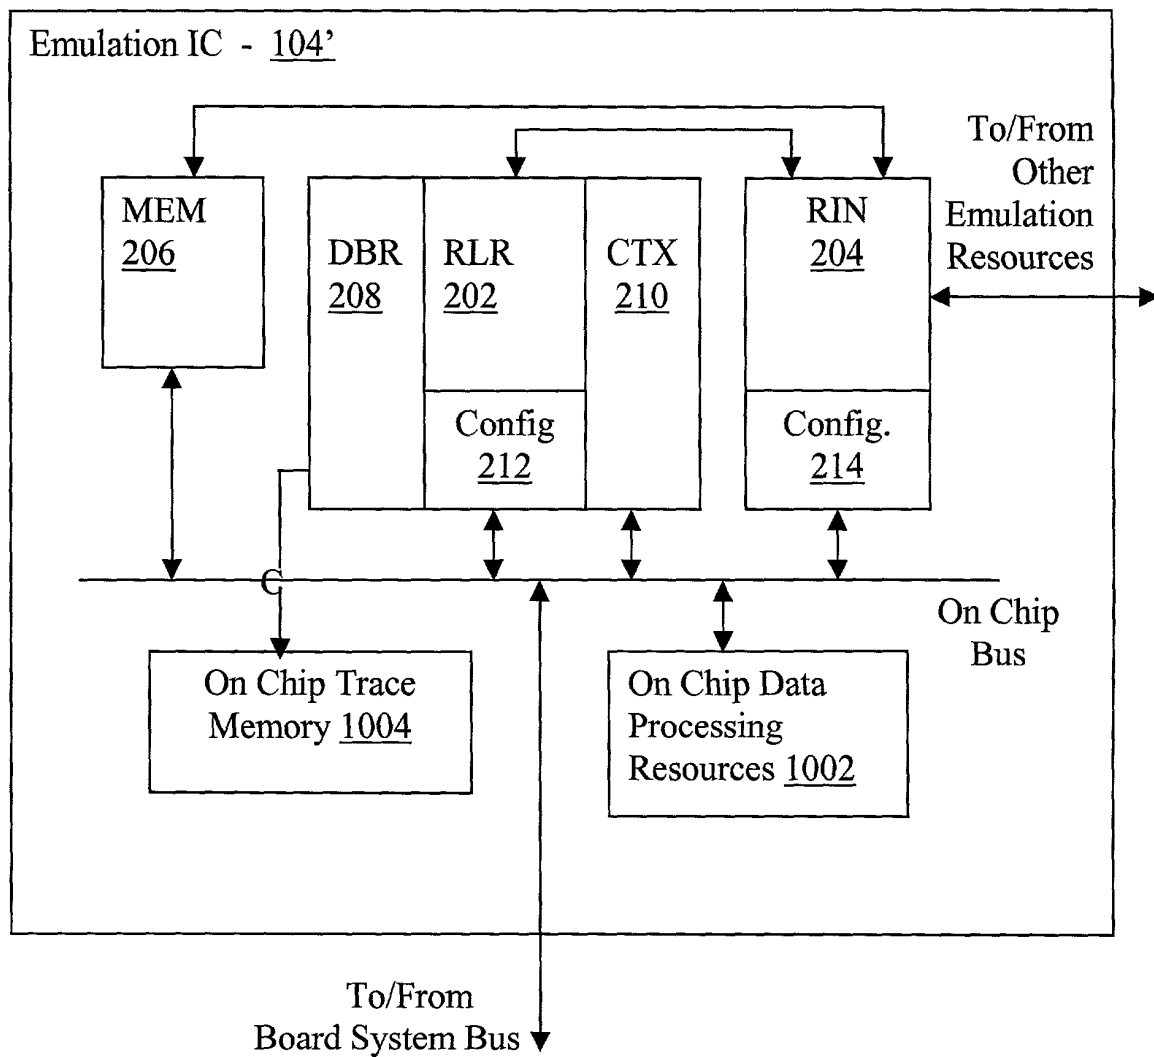 Emulation IC - 104’
To/From
Other
Emulation
Resources
MEM
206
DBR
208
RLR
202
CTX
210
RIN
204
Config
212
Config.
214
C
On Chip
Bus
On Chip Trace
Memory 1004
On Chip Data
Processing
Resources 1002
To/From
Board System Bus